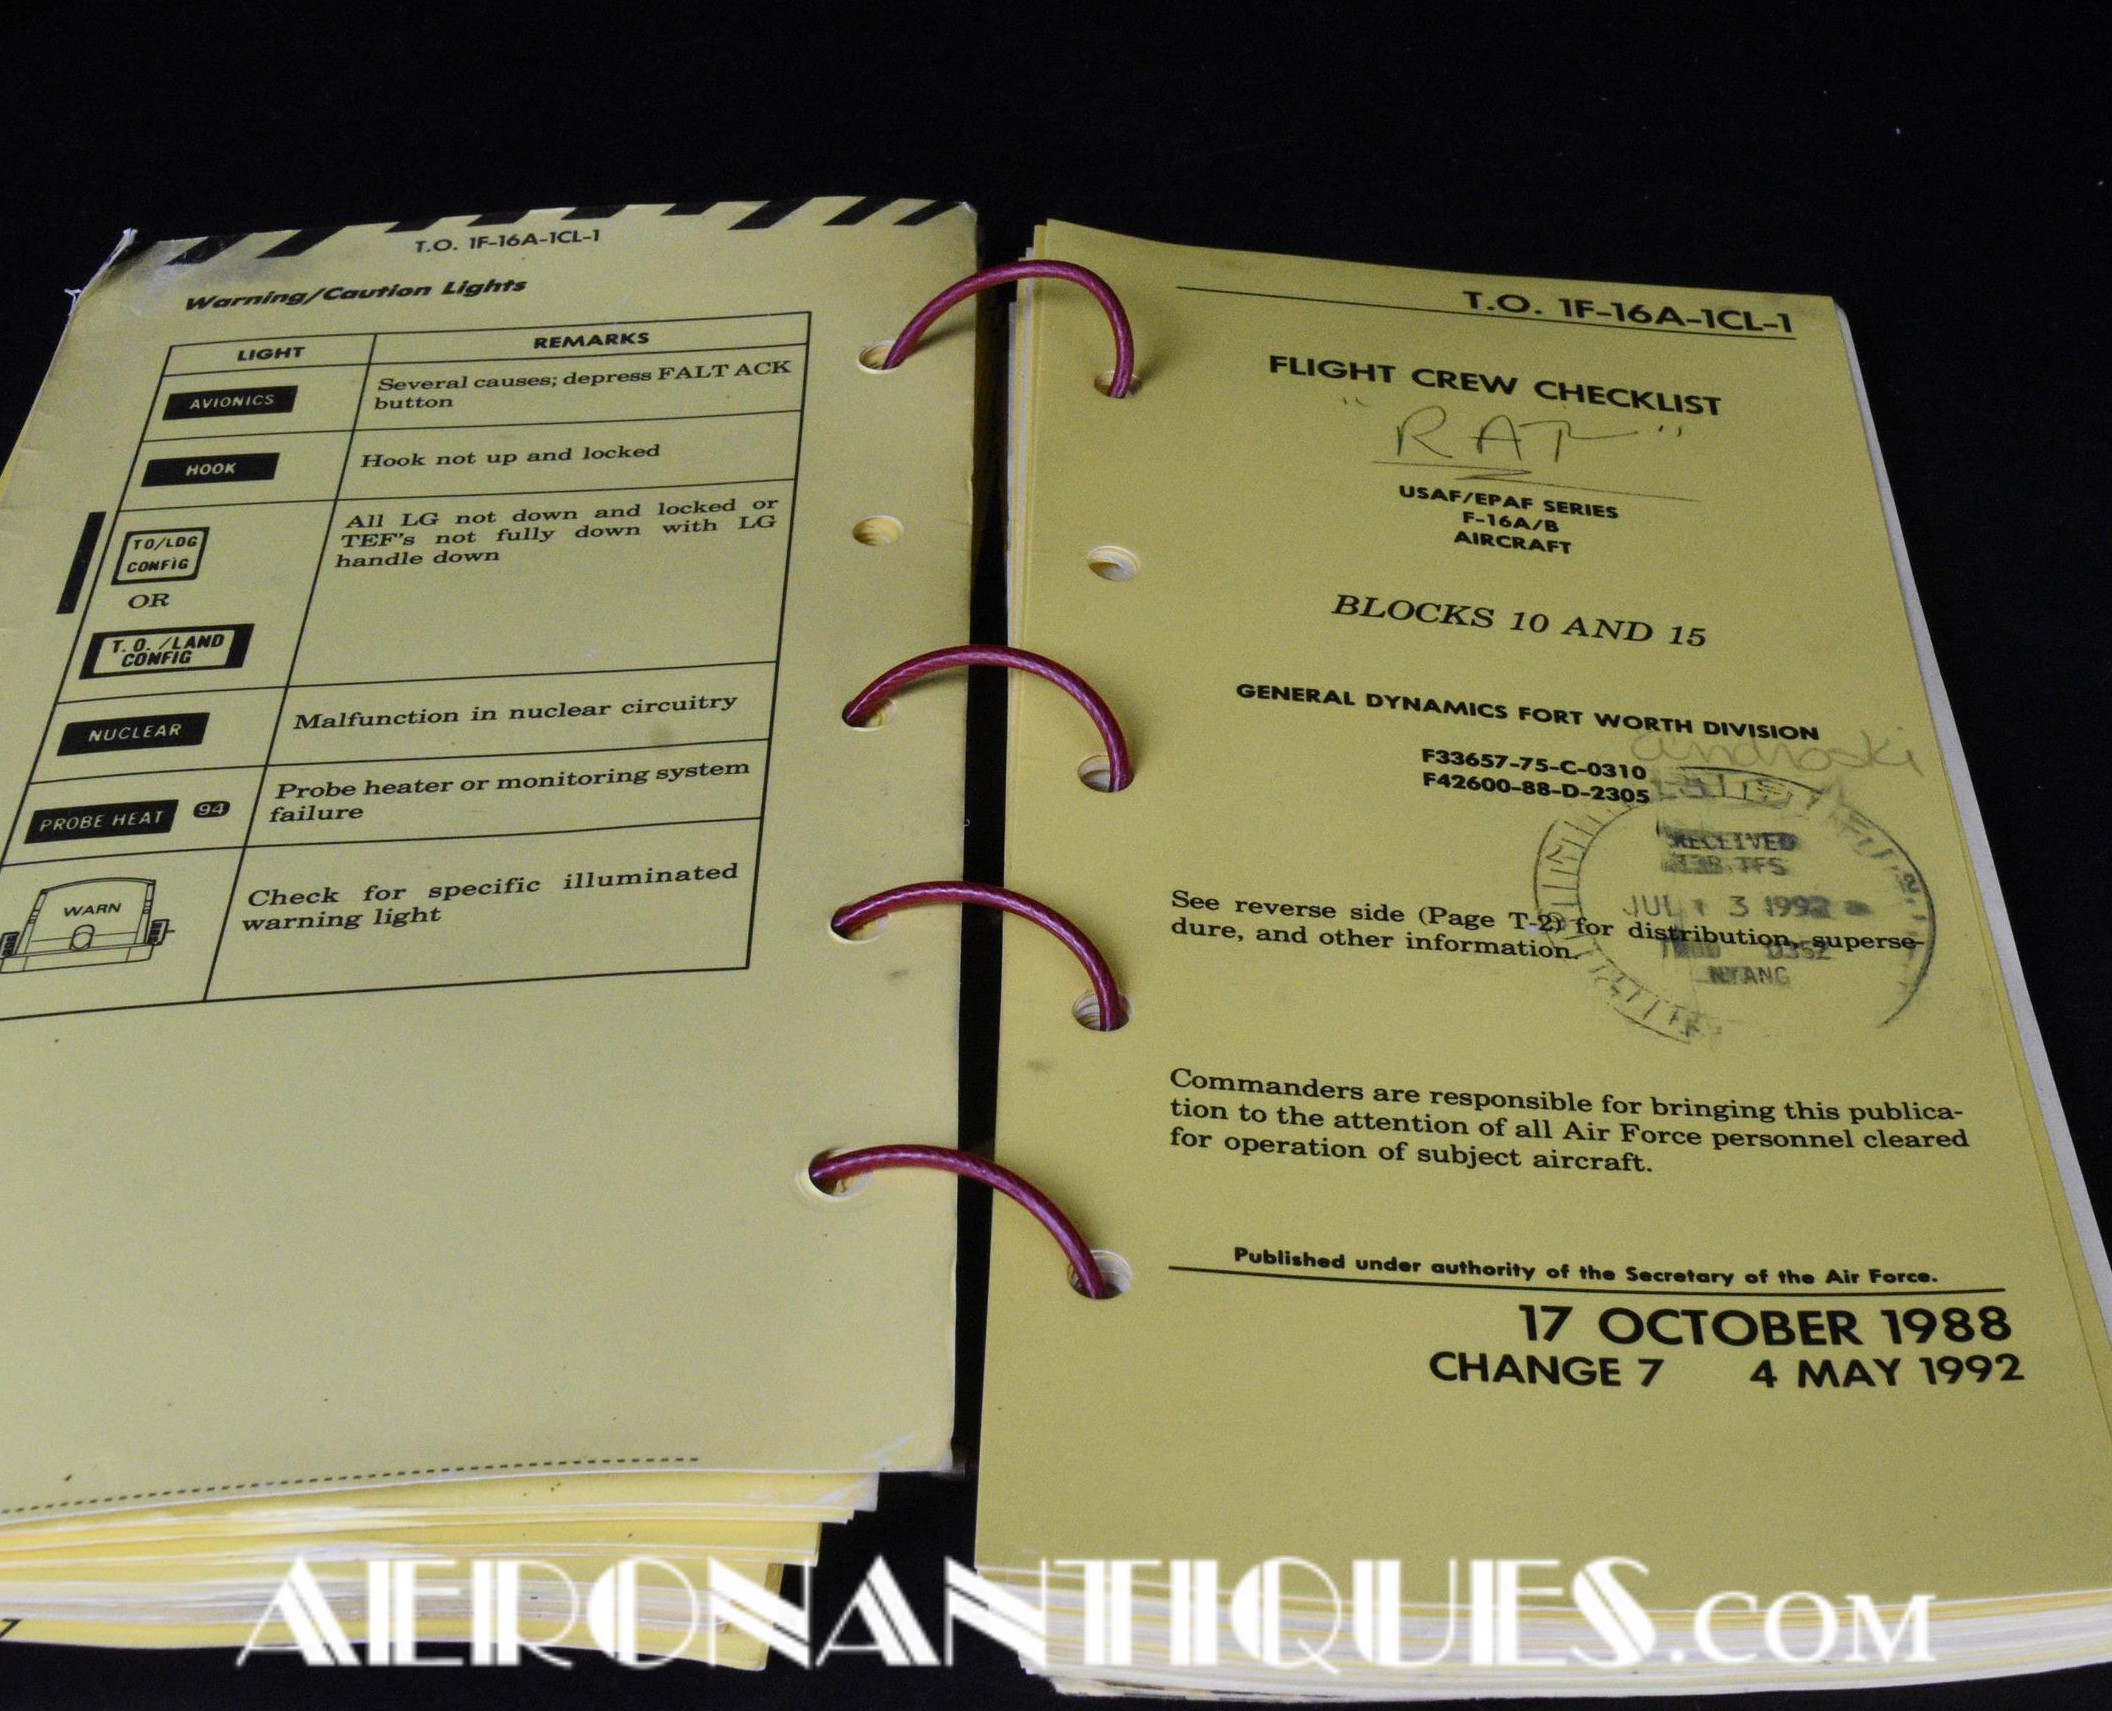 T.O. 1F-16A-1CL-1
Warning/Caution Lights
LIGHT
REMARKS
AVIONICS
Several causes; depress FALT ACK
button
HOOK
Hook not up and locked
TO/LDG
CONFIG
OR
T.O./LAND
CONFIG
All LG not down and locked or
TEF's not fully down with LG
handle down
NUCLEAR
Malfunction in nuclear circuitry
PROBE HEAT 94
Probe heater or monitoring system
failure
WARN
Check for specific illuminated
warning light
T.O. 1F-16A-1CL-1
FLIGHT CREW CHECKLIST
"RAT"
USAF/EPAF SERIES
F-16A/B
AIRCRAFT
BLOCKS 10 AND 15
GENERAL DYNAMICS FORT WORTH DIVISION
F33657-75-C-0310
F42600-88-D-2305
RECEIVED
TFS
JUL 1 3 1992
NYANG
See reverse side (Page T-2) for distribution, superse-
dure, and other information.
Commanders are responsible for bringing this publica-
tion to the attention of all Air Force personnel cleared
for operation of subject aircraft.
Published under authority of the Secretary of the Air Force.
17 OCTOBER 1988
CHANGE 7 4 MAY 1992
AERONANTIQUES.COM